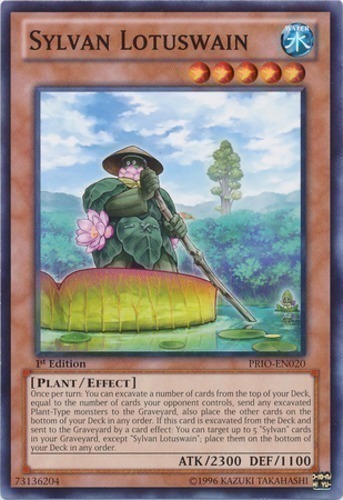 SYLVAN LOTUSWAIN
WATER
水
1st Edition
PRIO-EN020
[PLANT/EFFECT]
Once per turn: You can excavate a number of cards from the top of your Deck,
equal to the number of cards your opponent controls, send any excavated
Plant-Type monsters to the Graveyard, also place the other cards on the
bottom of your Deck in any order. If this card is excavated from the Deck and
sent to the Graveyard by a card effect: You can target up to 5 "Sylvan" cards
in your Graveyard, except "Sylvan Lotuswain"; place them on the bottom of
your Deck in any order.
ATK/2300 DEF/1100
73136204
©1996 KAZUKI TAKAHASHI